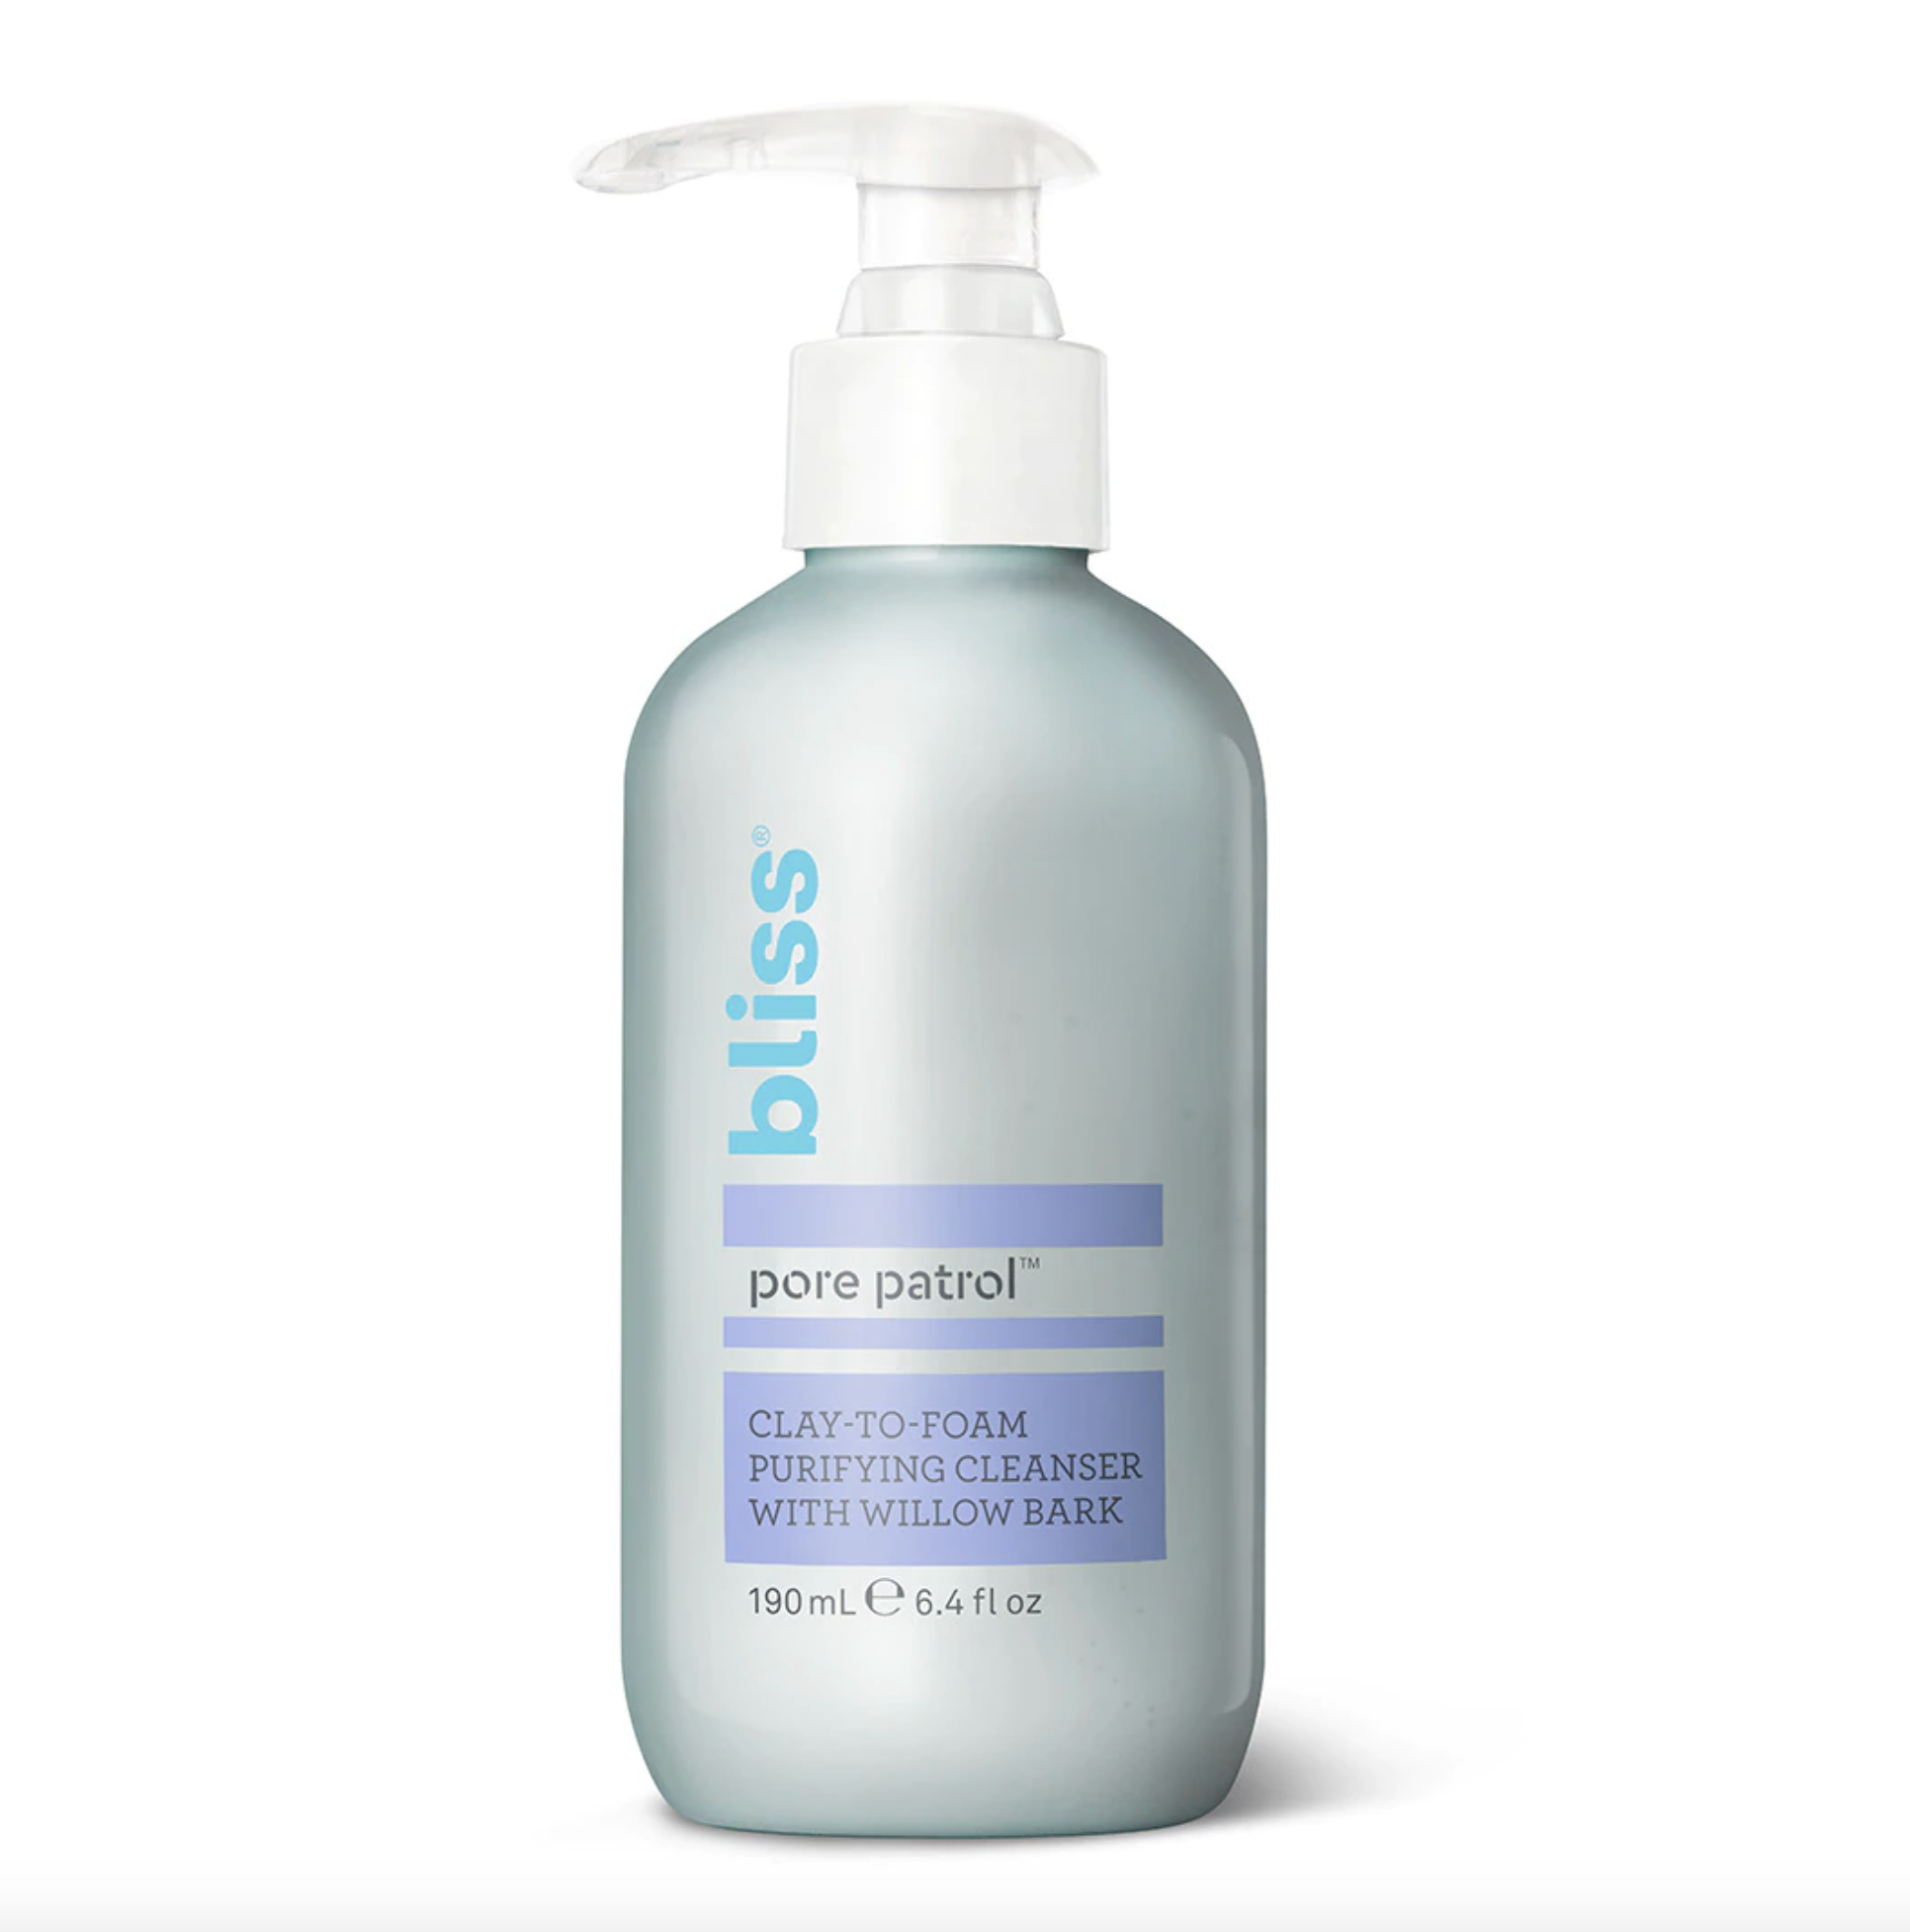 bliss®
pore patrol™
CLAY-TO-FOAM
PURIFYING CLEANSER
WITH WILLOW BARK
190 mL ℮ 6.4 fl oz